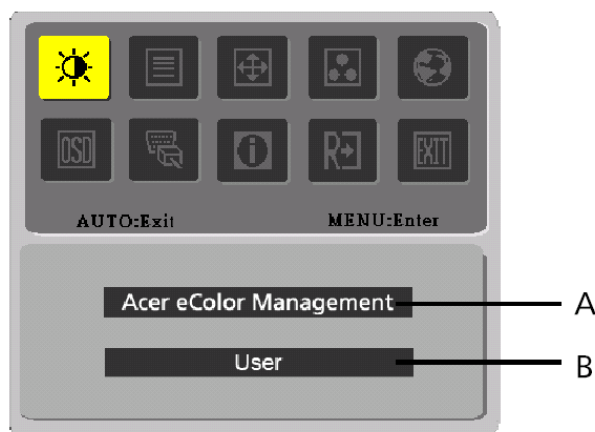 OSD
i
R
EXIT
AUTO:Exit MENU:Enter
Acer eColor Management
A
User
B